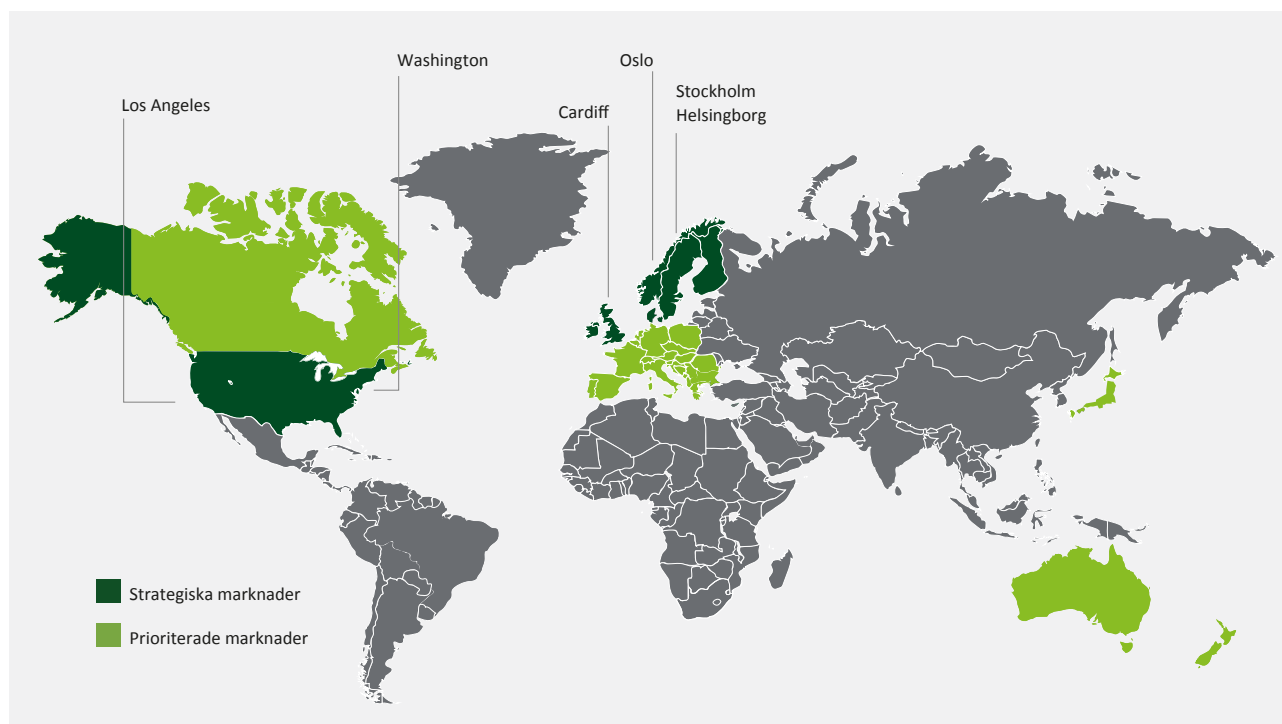 Washington
Oslo
Los Angeles
Cardiff
Stockholm
Helsingborg
Strategiska marknader
Prioriterade marknader